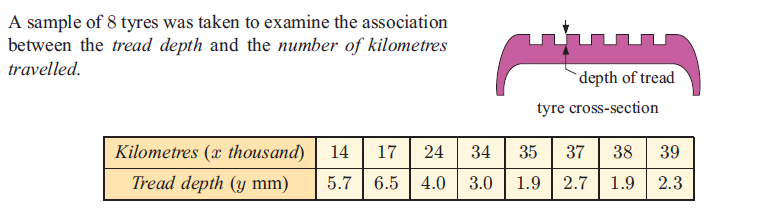 A sample of 8 tyres was taken to examine the association
between the tread depth and the number of kilometres
travelled.
depth of tread
tyre cross-section
Kilometres (x thousand) 14 17 24 34 35 37 38 39
Tread depth (y mm) 5.7 6.5 4.0 3.0 1.9 2.7 1.9 2.3